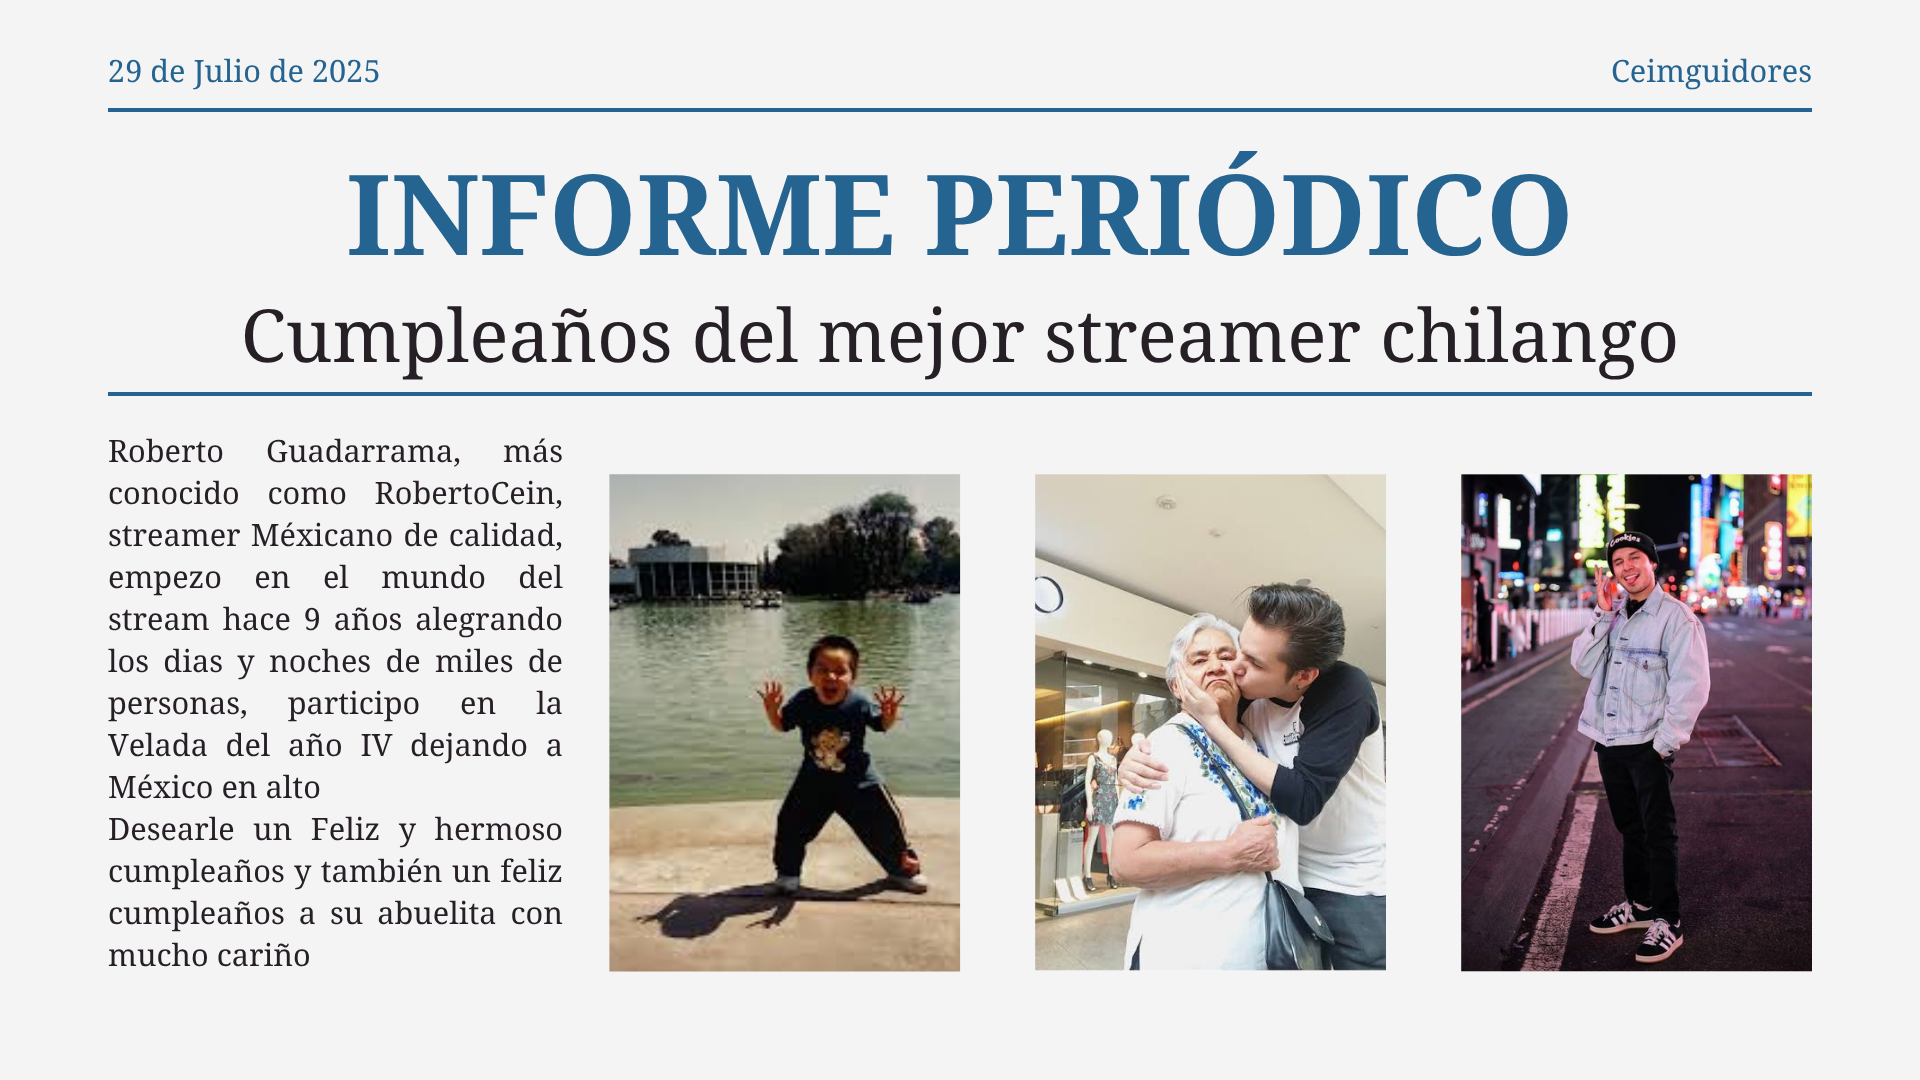 29 de Julio de 2025
Ceimguidores
INFORME PERIÓDICO
Cumpleaños del mejor streamer chilango
Roberto Guadarrama, más
conocido como RobertoCein,
streamer Méxicano de calidad,
empezo en el mundo del
stream hace 9 años alegrando
los dias y noches de miles de
personas, participo en la
Velada del año IV dejando a
México en alto
Desearle un Feliz y hermoso
cumpleaños y también un feliz
cumpleaños a su abuelita con
mucho cariño
Cookies